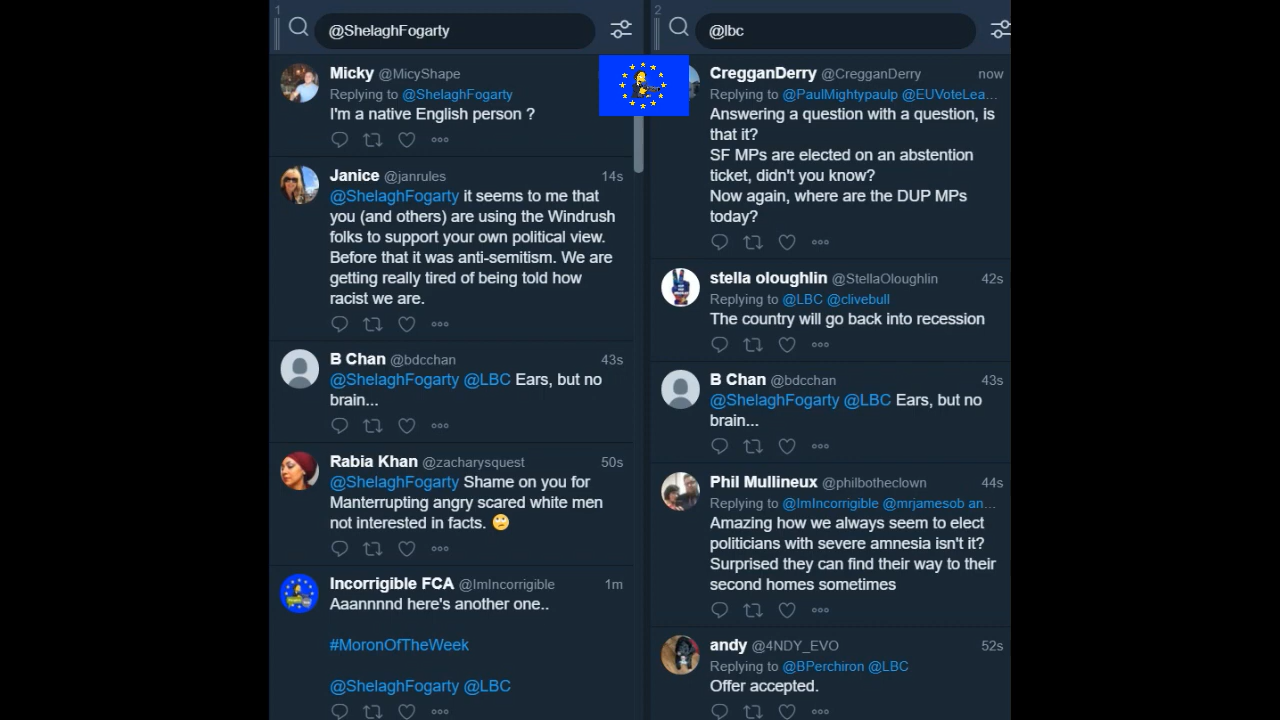 1
@ShelaghFogarty
Micky @MicyShape
Replying to @ShelaghFogarty
I'm a native English person ?
Janice @janrules 14s
@ShelaghFogarty it seems to me that
you (and others) are using the Windrush
folks to support your own political view.
Before that it was anti-semitism. We are
getting really tired of being told how
racist we are.
B Chan @bdcchan 43s
@ShelaghFogarty @LBC Ears, but no
brain...
Rabia Khan @zacharysquest 50s
@ShelaghFogarty Shame on you for
Manterrupting angry scared white men
not interested in facts. 🙄
Incorrigible FCA @ImIncorrigible 1m
Aaannnnd here's another one..
#MoronOfTheWeek
@ShelaghFogarty @LBC
2
@lbc
CregganDerry @CregganDerry now
Replying to @PaulMightypaulp @EUVoteLea...
Answering a question with a question, is
that it?
SF MPs are elected on an abstention
ticket, didn't you know?
Now again, where are the DUP MPs
today?
stella oloughlin @StellaOloughlin 42s
Replying to @LBC @clivebull
The country will go back into recession
B Chan @bdcchan 43s
@ShelaghFogarty @LBC Ears, but no
brain...
Phil Mullineux @philbotheclown 44s
Replying to @ImIncorrigible @mrjamesob an...
Amazing how we always seem to elect
politicians with severe amnesia isn't it?
Surprised they can find their way to their
second homes sometimes
andy @4NDY_EVO 52s
Replying to @BPerchiron @LBC
Offer accepted.